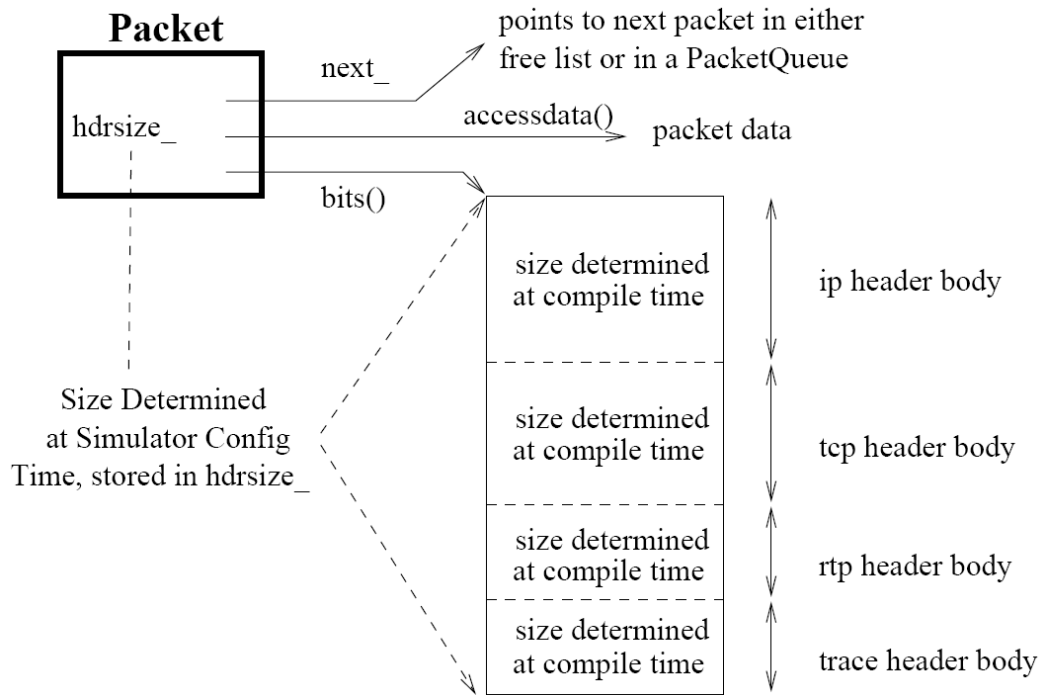 Packet
points to next packet in either
free list or in a PacketQueue
next_
accessdata()
packet data
hdrsize_
bits()
size determined
at compile time
ip header body
Size Determined
at Simulator Config
Time, stored in hdrsize_
size determined
at compile time
tcp header body
size determined
at compile time
rtp header body
size determined
at compile time
trace header body